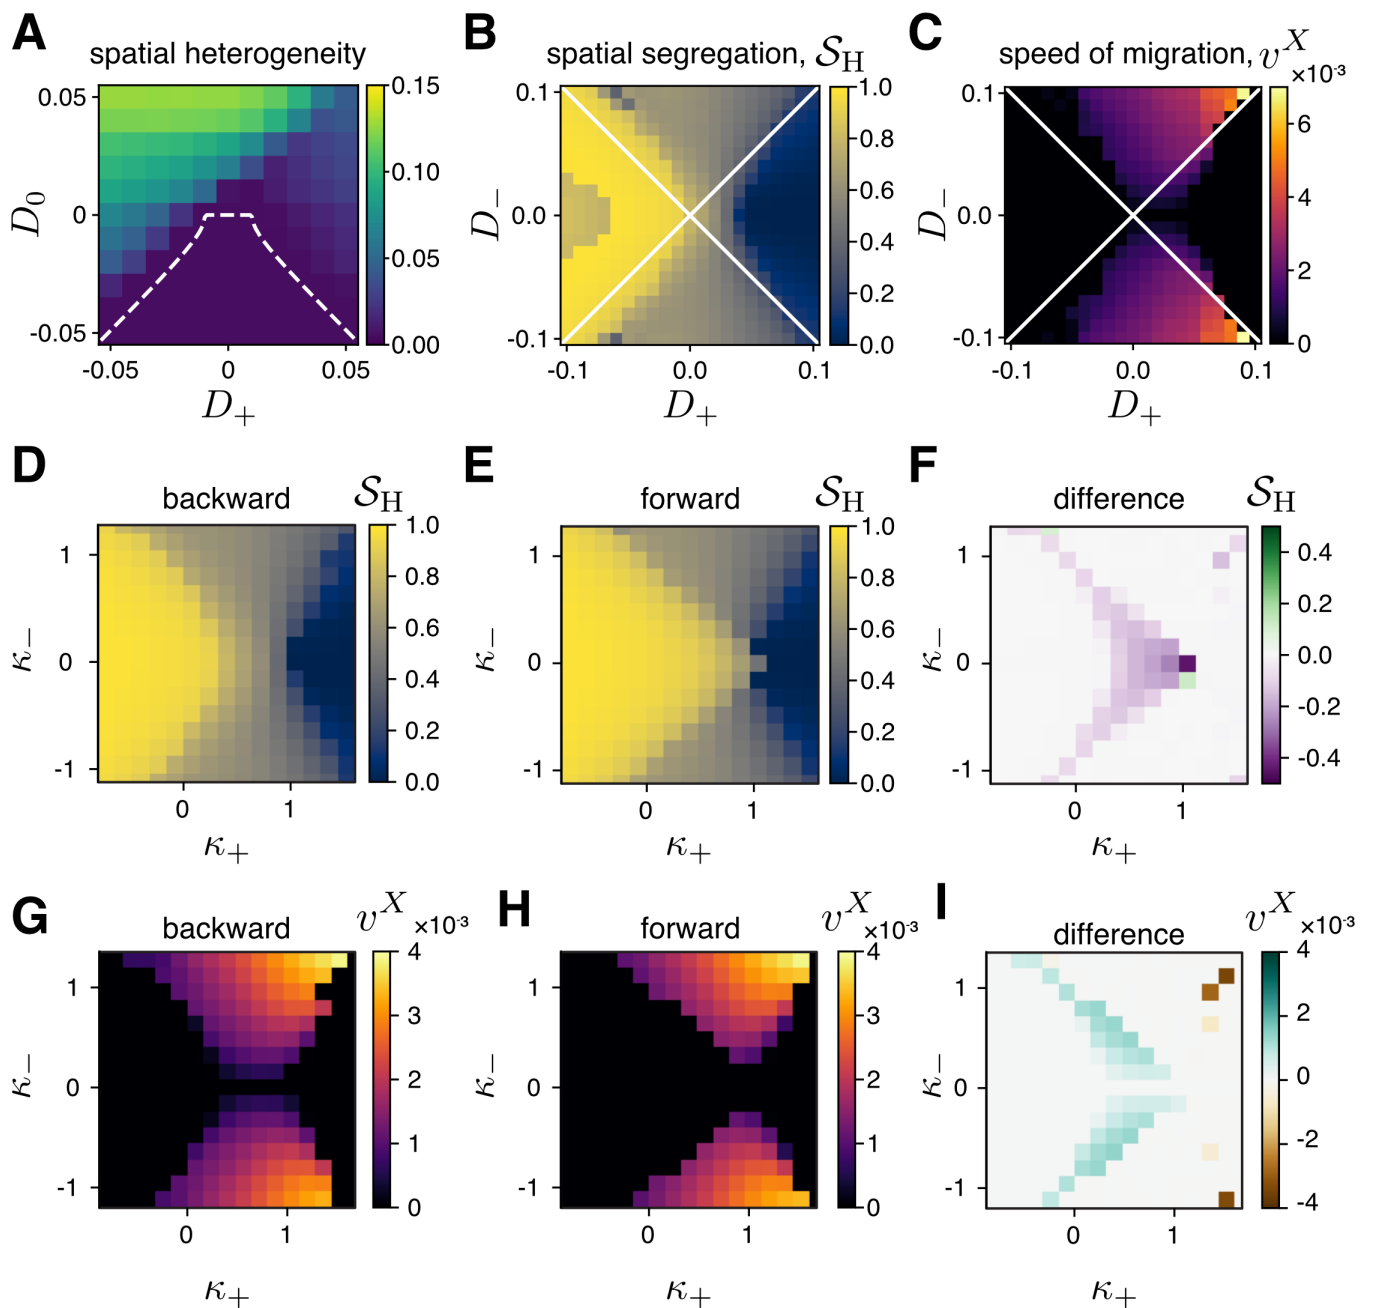 A
spatial heterogeneity
0.05
0
-0.05
D₀
-0.05
0
0.05
D₊
0.15
0.10
0.05
0.00
B
spatial segregation, 𝒮_H
0.1
0.0
-0.1
D₋
-0.1
0.0
0.1
D₊
1.0
0.8
0.6
0.4
0.2
0.0
C
speed of migration, v^X
×10⁻³
0.1
0.0
-0.1
D₋
-0.1
0.0
0.1
D₊
6
4
2
0
D
backward
𝒮_H
1
0
-1
κ₋
0
1
κ₊
1.0
0.8
0.6
0.4
0.2
0.0
E
forward
𝒮_H
1
0
-1
κ₋
0
1
κ₊
1.0
0.8
0.6
0.4
0.2
0.0
F
difference
𝒮_H
1
0
-1
κ₋
0
1
κ₊
0.4
0.2
0.0
-0.2
-0.4
G
backward
v^X
×10⁻³
1
0
-1
κ₋
0
1
κ₊
4
3
2
1
0
H
forward
v^X
×10⁻³
1
0
-1
κ₋
0
1
κ₊
4
3
2
1
0
I
difference
v^X
×10⁻³
1
0
-1
κ₋
0
1
κ₊
4
2
0
-2
-4